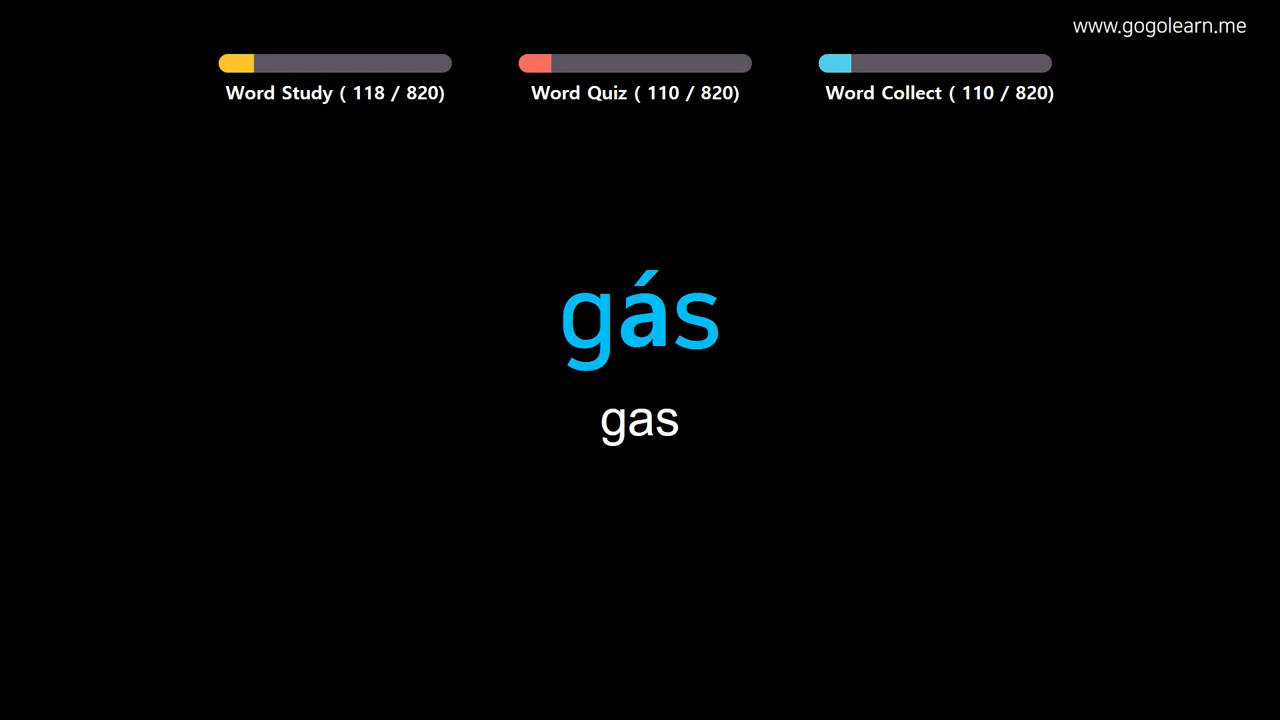 www.gogolearn.me
Word Study ( 118 / 820)
Word Quiz ( 110 / 820)
Word Collect ( 110 / 820)
gás
gas